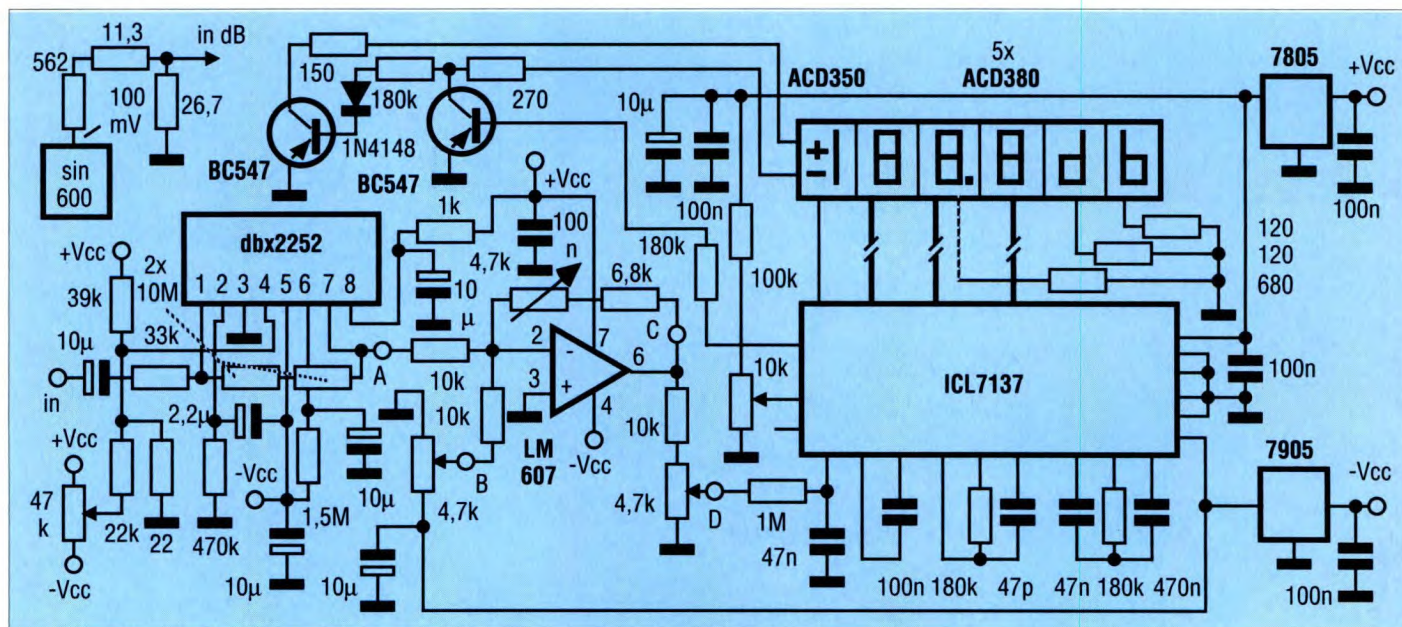 11,3
in dB
562
100
mV
26,7
sin
600
150
180k
1N4148
BC547
BC547
270
5x
ACD350
ACD380
7805
+Vcc
100n
10µ
100n
+| 8 8. 8 d b
−
dbx2252
1 2 3 4 5 6 7 8
1k
+Vcc
100
n
4,7k
6,8k
10
µ
180k
100k
120
120
680
+Vcc
39k
2x
10M
33k
10µ
in
A
10k
10k
2
-
3
+
7
6
4
C
LM
607
-Vcc
10k
10k
ICL7137
100n
2,2µ
+Vcc
47
k
-Vcc
22k
22
470k
-Vcc
1,5M
10µ
10µ
B
4,7k
10µ
4,7k
D
1M
47n
100n
180k
47p
47n
180k
470n
7905
-Vcc
100n